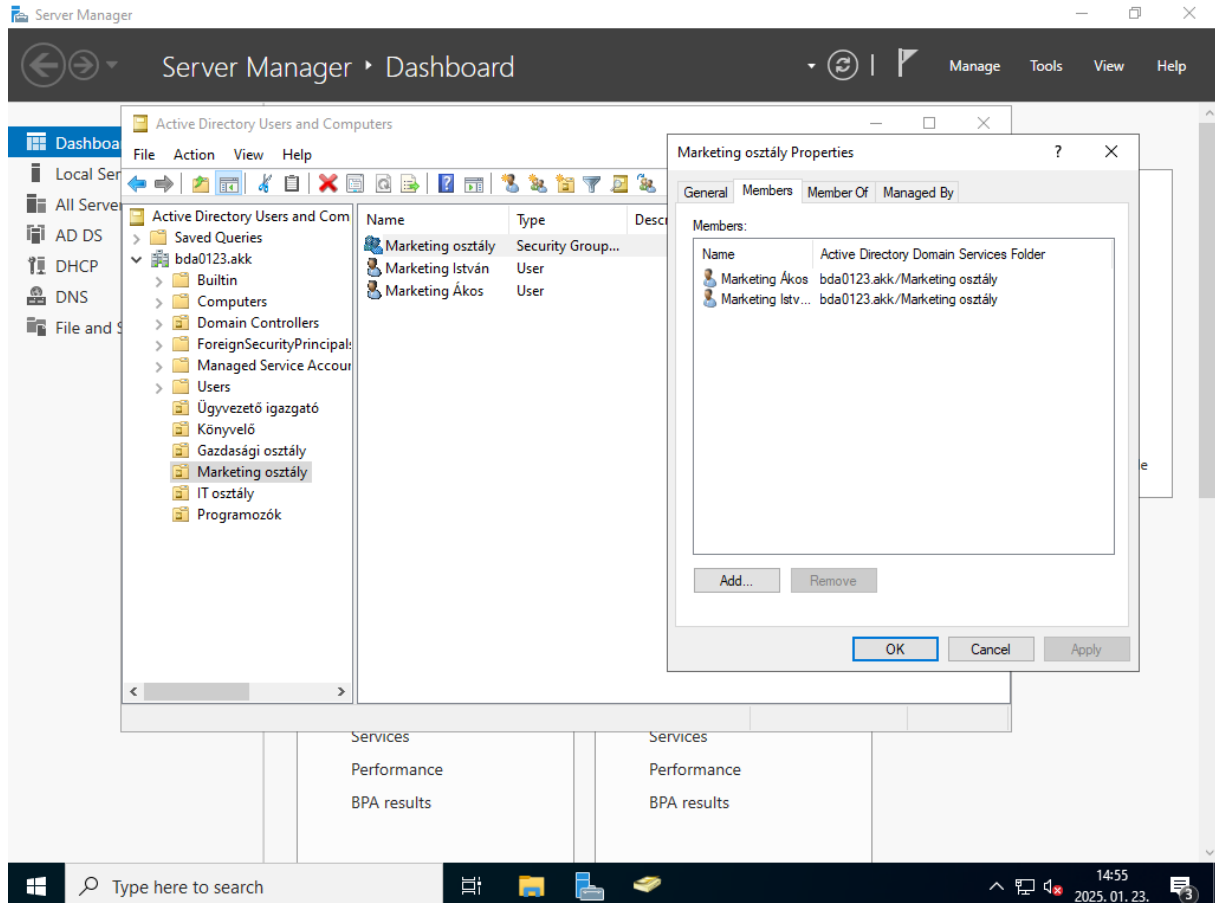 Server Manager
Server Manager ‣ Dashboard
Manage Tools View Help
Dashboa
Local Ser
All Server
AD DS
DHCP
DNS
File and S
Active Directory Users and Computers
File Action View Help
Active Directory Users and Com
Saved Queries
bda0123.akk
Builtin
Computers
Domain Controllers
ForeignSecurityPrincipals
Managed Service Accour
Users
Ügyvezető igazgató
Könyvelő
Gazdasági osztály
Marketing osztály
IT osztály
Programozók
Name Type Descr
Marketing osztály Security Group...
Marketing István User
Marketing Ákos User
Marketing osztály Properties ?
General Members Member Of Managed By
Members:
Name Active Directory Domain Services Folder
Marketing Ákos bda0123.akk/Marketing osztály
Marketing Istv... bda0123.akk/Marketing osztály
Add... Remove
OK Cancel Apply
le
Services Services
Performance Performance
BPA results BPA results
Type here to search
14:55
2025. 01. 23.
3